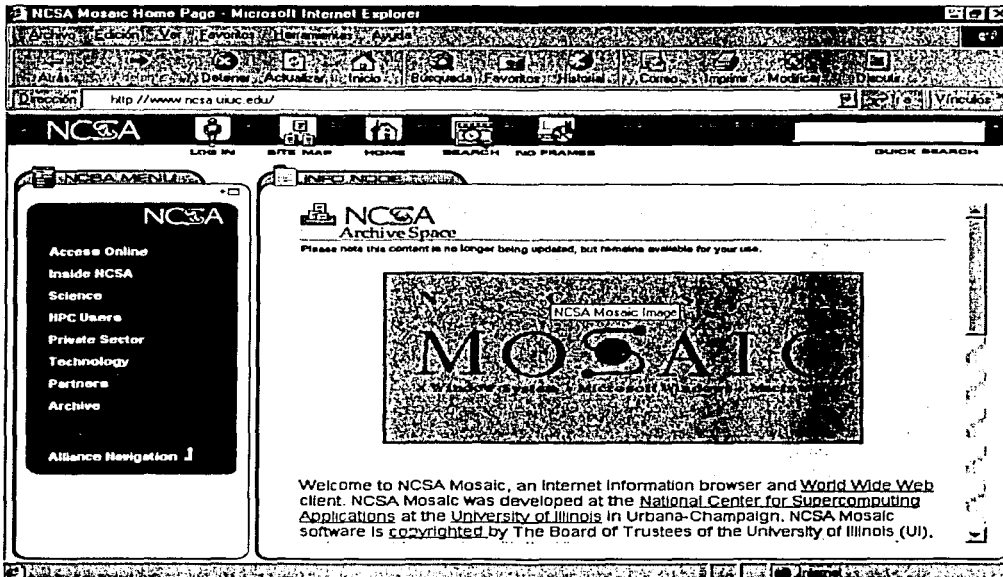 NCSA Mosaic Home Page - Microsoft Internet Explorer
Archivo Edición Ver Favoritos Herramientas Ayuda
Atrás Detener Actualizar Inicio Búsqueda Favoritos Historial Correo Imprimir Modificar Discutir
Dirección http://www.ncsa.uiuc.edu/ Vínculos
NCSA
LOG IN SITE MAP HOME SEARCH NO FRAMES QUICK SEARCH
NCSA MENU
NCSA
Access Online
Inside NCSA
Science
HPC Users
Private Sector
Technology
Partners
Archive
Alliance Navigation
INFO NODE
NCSA
Archive Space
Please note this content is no longer being updated, but remains available for your use.
NCSA Mosaic Image
MOSAIC
Welcome to NCSA Mosaic, an Internet information browser and World Wide Web
client. NCSA Mosaic was developed at the National Center for Supercomputing
Applications at the University of Illinois in Urbana-Champaign. NCSA Mosaic
software is copyrighted by The Board of Trustees of the University of Illinois (UI),
Internet